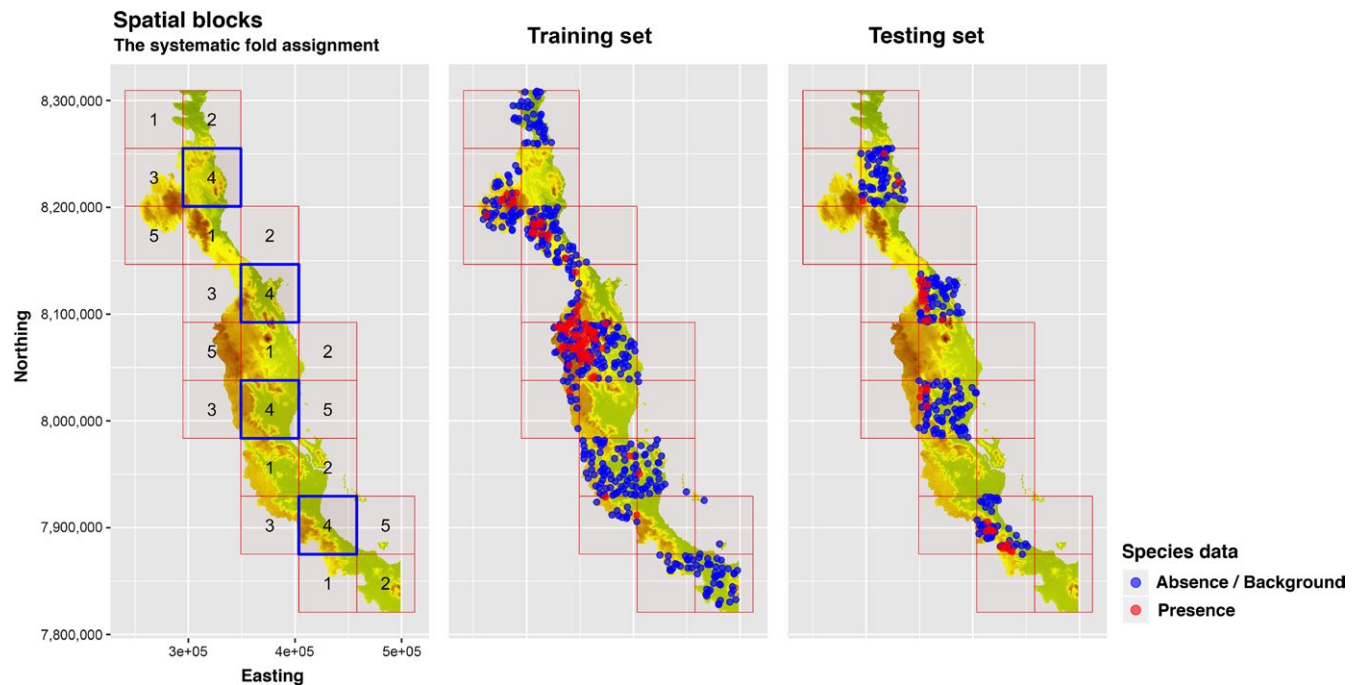 Spatial blocks
The systematic fold assignment
Training set
Testing set
8,300,000
8,200,000
8,100,000
8,000,000
7,900,000
7,800,000
Northing
1 2
3 4
5 1 2
3 4
5 1 2
3 4 5
1 2
3 4 5
1 2
3e+05 4e+05 5e+05
Easting
Species data
Absence / Background
Presence